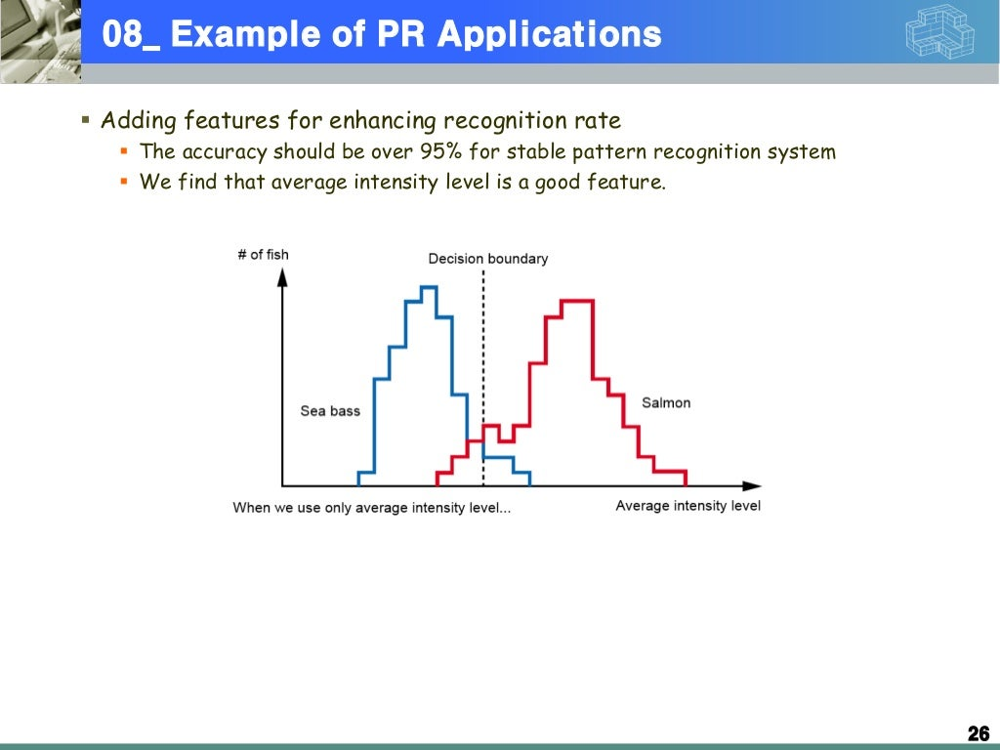 08_ Example of PR Applications
Adding features for enhancing recognition rate
The accuracy should be over 95% for stable pattern recognition system
We find that average intensity level is a good feature.
# of fish
Decision boundary
Sea bass
Salmon
When we use only average intensity level...
Average intensity level
26